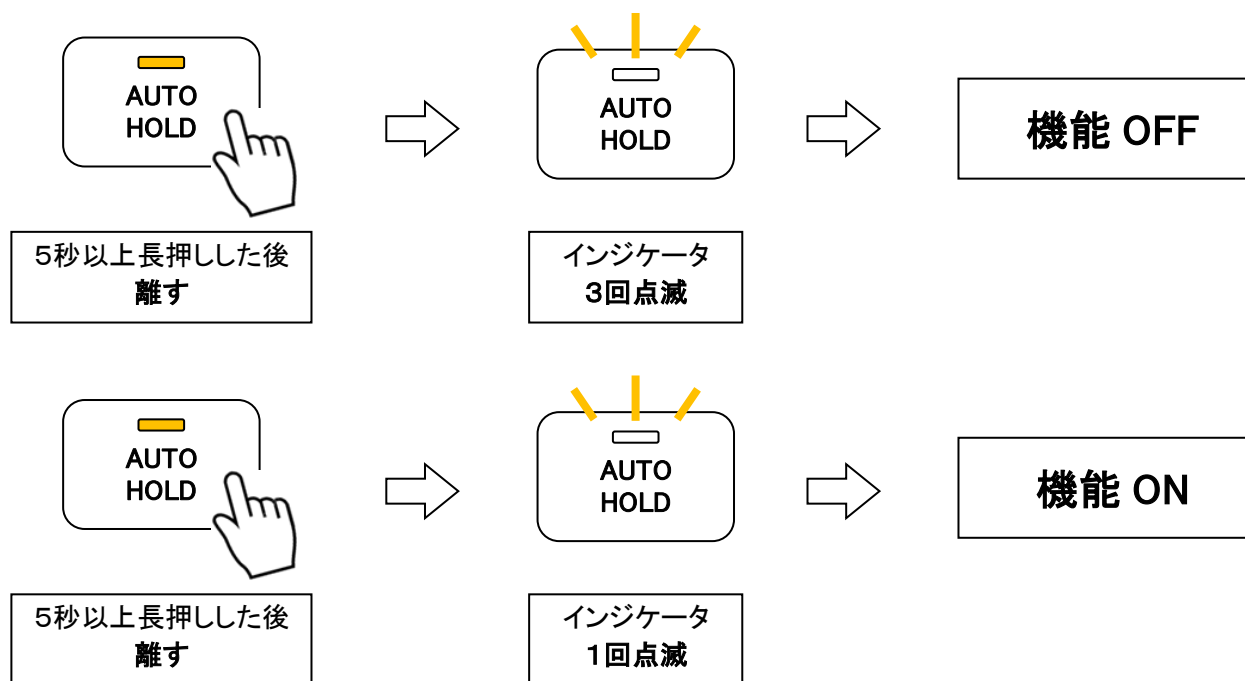 AUTO
HOLD
AUTO
HOLD
機能 OFF
5秒以上長押しした後
離す
インジケータ
3回点滅
AUTO
HOLD
AUTO
HOLD
機能 ON
5秒以上長押しした後
離す
インジケータ
1回点滅